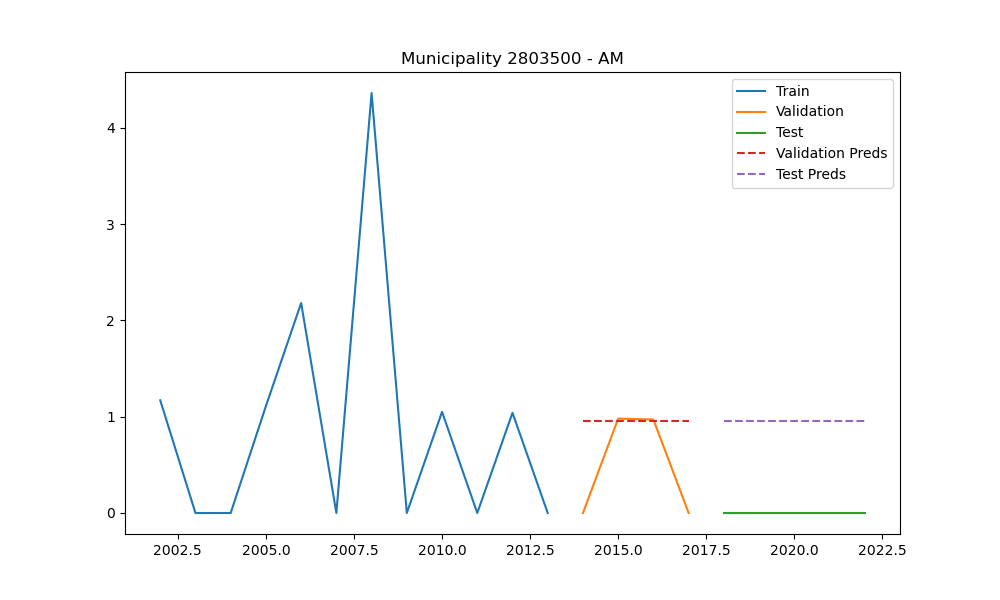 Municipality 2803500 - AM
Train
Validation
Test
Validation Preds
Test Preds
4
3
2
1
0
2002.5 2005.0 2007.5 2010.0 2012.5 2015.0 2017.5 2020.0 2022.5